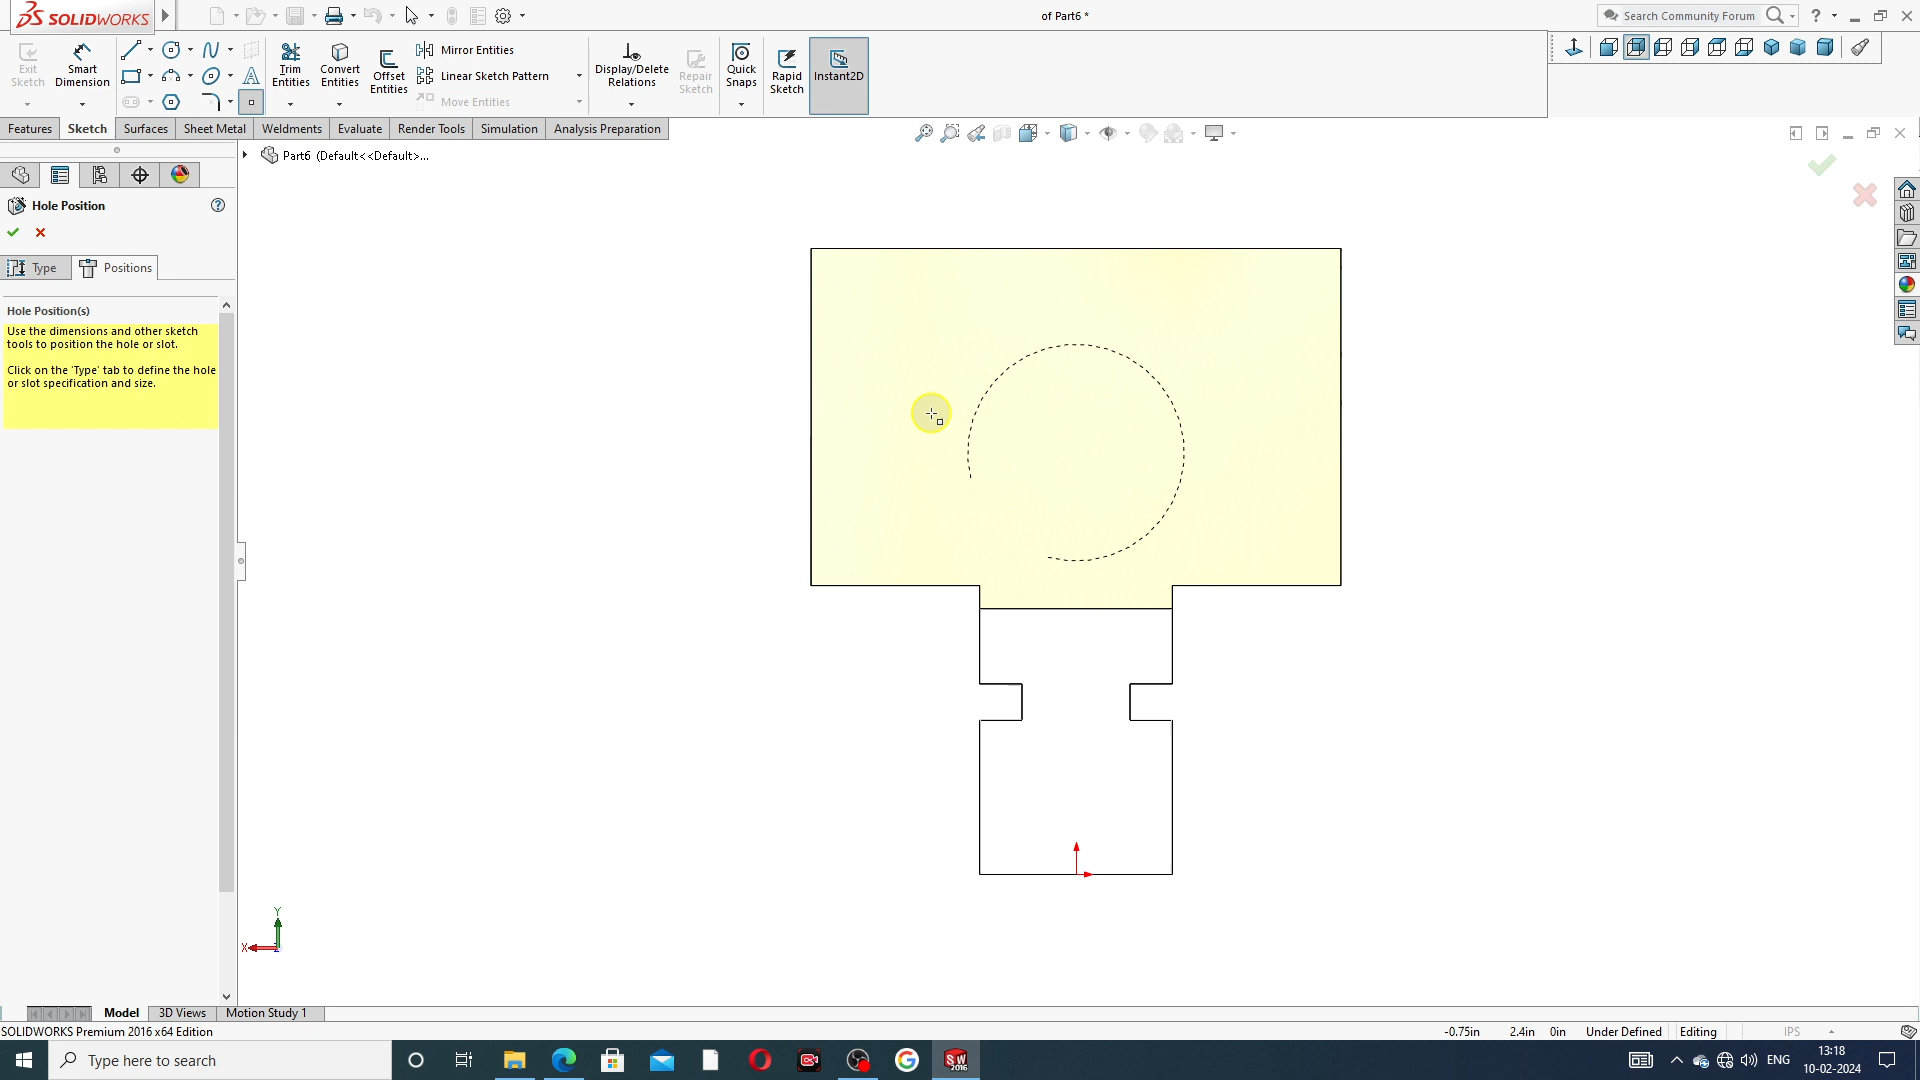 SOLIDWORKS
of Part6 *
Search Community Forum
?
Exit Sketch
Smart Dimension
Trim Entities
Convert Entities
Offset Entities
Mirror Entities
Linear Sketch Pattern
Move Entities
Display/Delete Relations
Repair Sketch
Quick Snaps
Rapid Sketch
Instant2D
Features
Sketch
Surfaces
Sheet Metal
Weldments
Evaluate
Render Tools
Simulation
Analysis Preparation
Part6 (Default<<Default>...
Hole Position
Type
Positions
Hole Position(s)
Use the dimensions and other sketch
tools to position the hole or slot.
Click on the 'Type' tab to define the hole
or slot specification and size.
Y
X
Model
3D Views
Motion Study 1
SOLIDWORKS Premium 2016 x64 Edition
-0.75in
2.4in
0in
Under Defined
Editing
IPS
Type here to search
ENG
13:18
10-02-2024